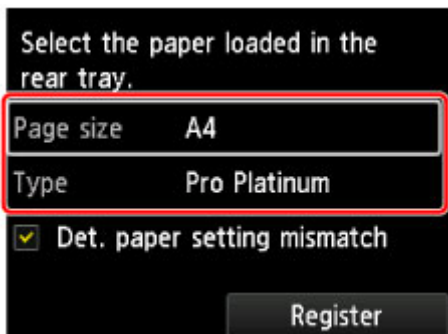 Select the paper loaded in the
rear tray.
Page size A4
Type Pro Platinum
Det. paper setting mismatch
Register